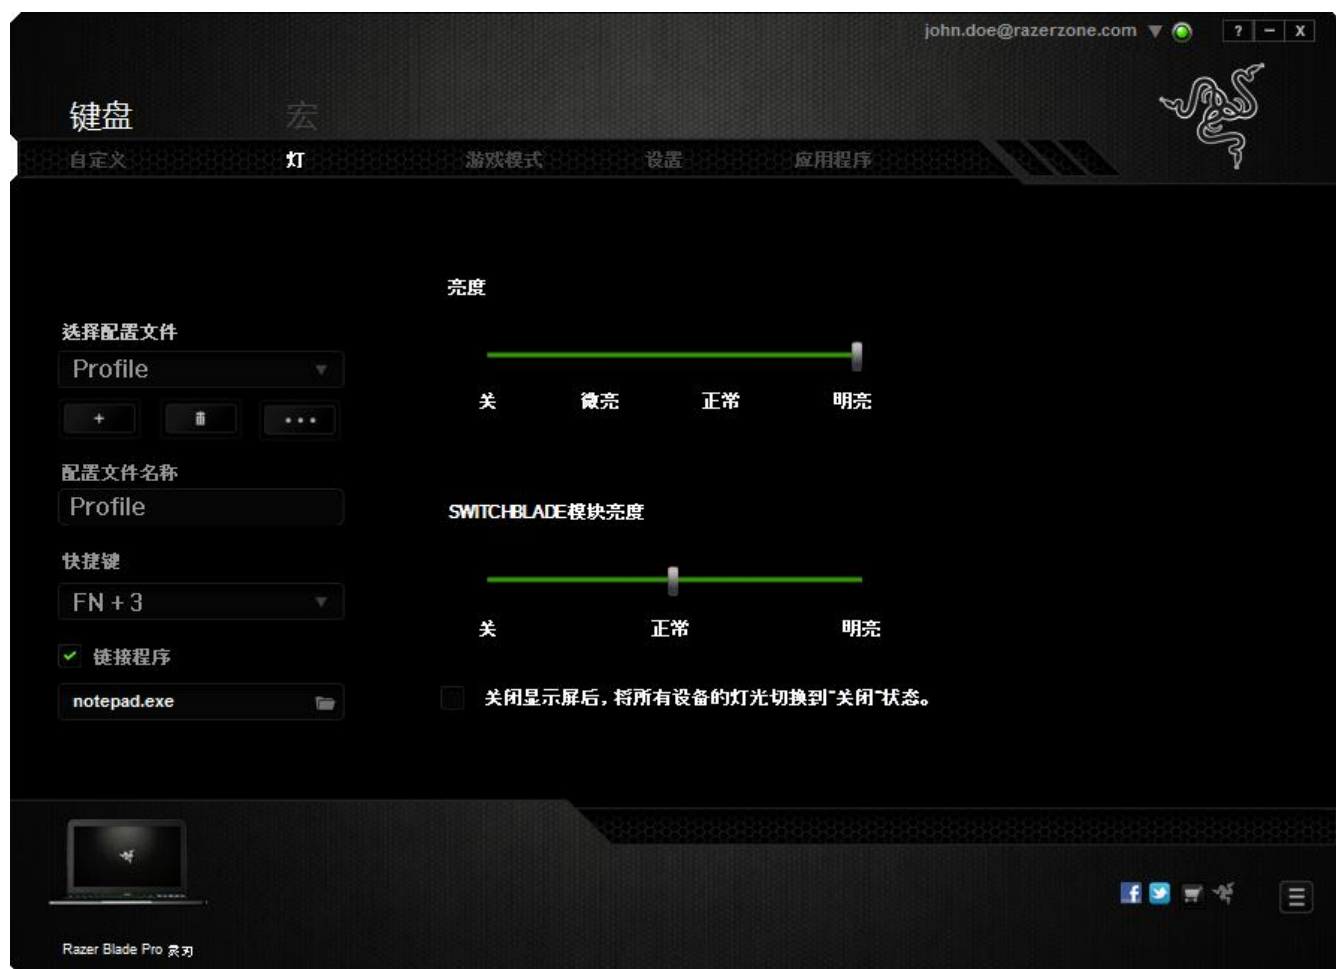 john.doe@razerzone.com
? – X
键盘 宏
自定义 灯 游戏模式 设置 应用程序
亮度
选择配置文件
Profile
关 微亮 正常 明亮
+ •••
配置文件名称
Profile
SWITCHBLADE模块亮度
快捷键
FN + 3
关 正常 明亮
链接程序
notepad.exe
关闭显示屏后，将所有设备的灯光切换到"关闭"状态。
Razer Blade Pro 灵刃